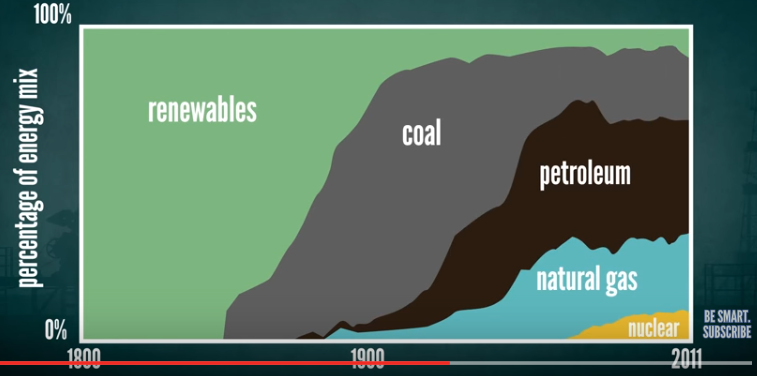 100%
percentage of energy mix
renewables
coal
petroleum
natural gas
nuclear
0%
1800
1900
2011
BE SMART.
SUBSCRIBE